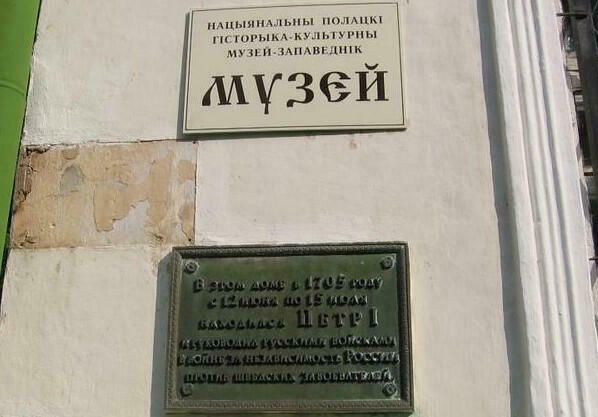 НАЦЫЯНАЛЬНЫ ПОЛАЦКІ
ГІСТОРЫКА-КУЛЬТУРНЫ
МУЗЕЙ-ЗАПАВЕДНІК
МУЗЕЙ
В ЭТОМ ДОМЕ В 1705 ГОДУ
С 12 ИЮНЯ ПО 15 ИЮЛЯ
НАХОДИЛСЯ ПЕТР I
И РУКОВОДИЛ РУССКИМИ ВОЙСКАМИ
В ВОЙНЕ ЗА НЕЗАВИСИМОСТЬ РОССИИ
ПРОТИВ ШВЕДСКИХ ЗАВОЕВАТЕЛЕЙ